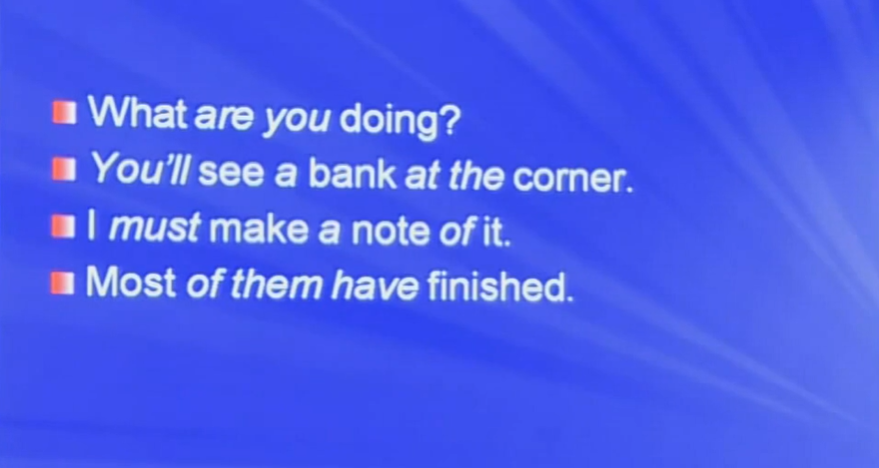 What are you doing?
You'll see a bank at the corner.
I must make a note of it.
Most of them have finished.